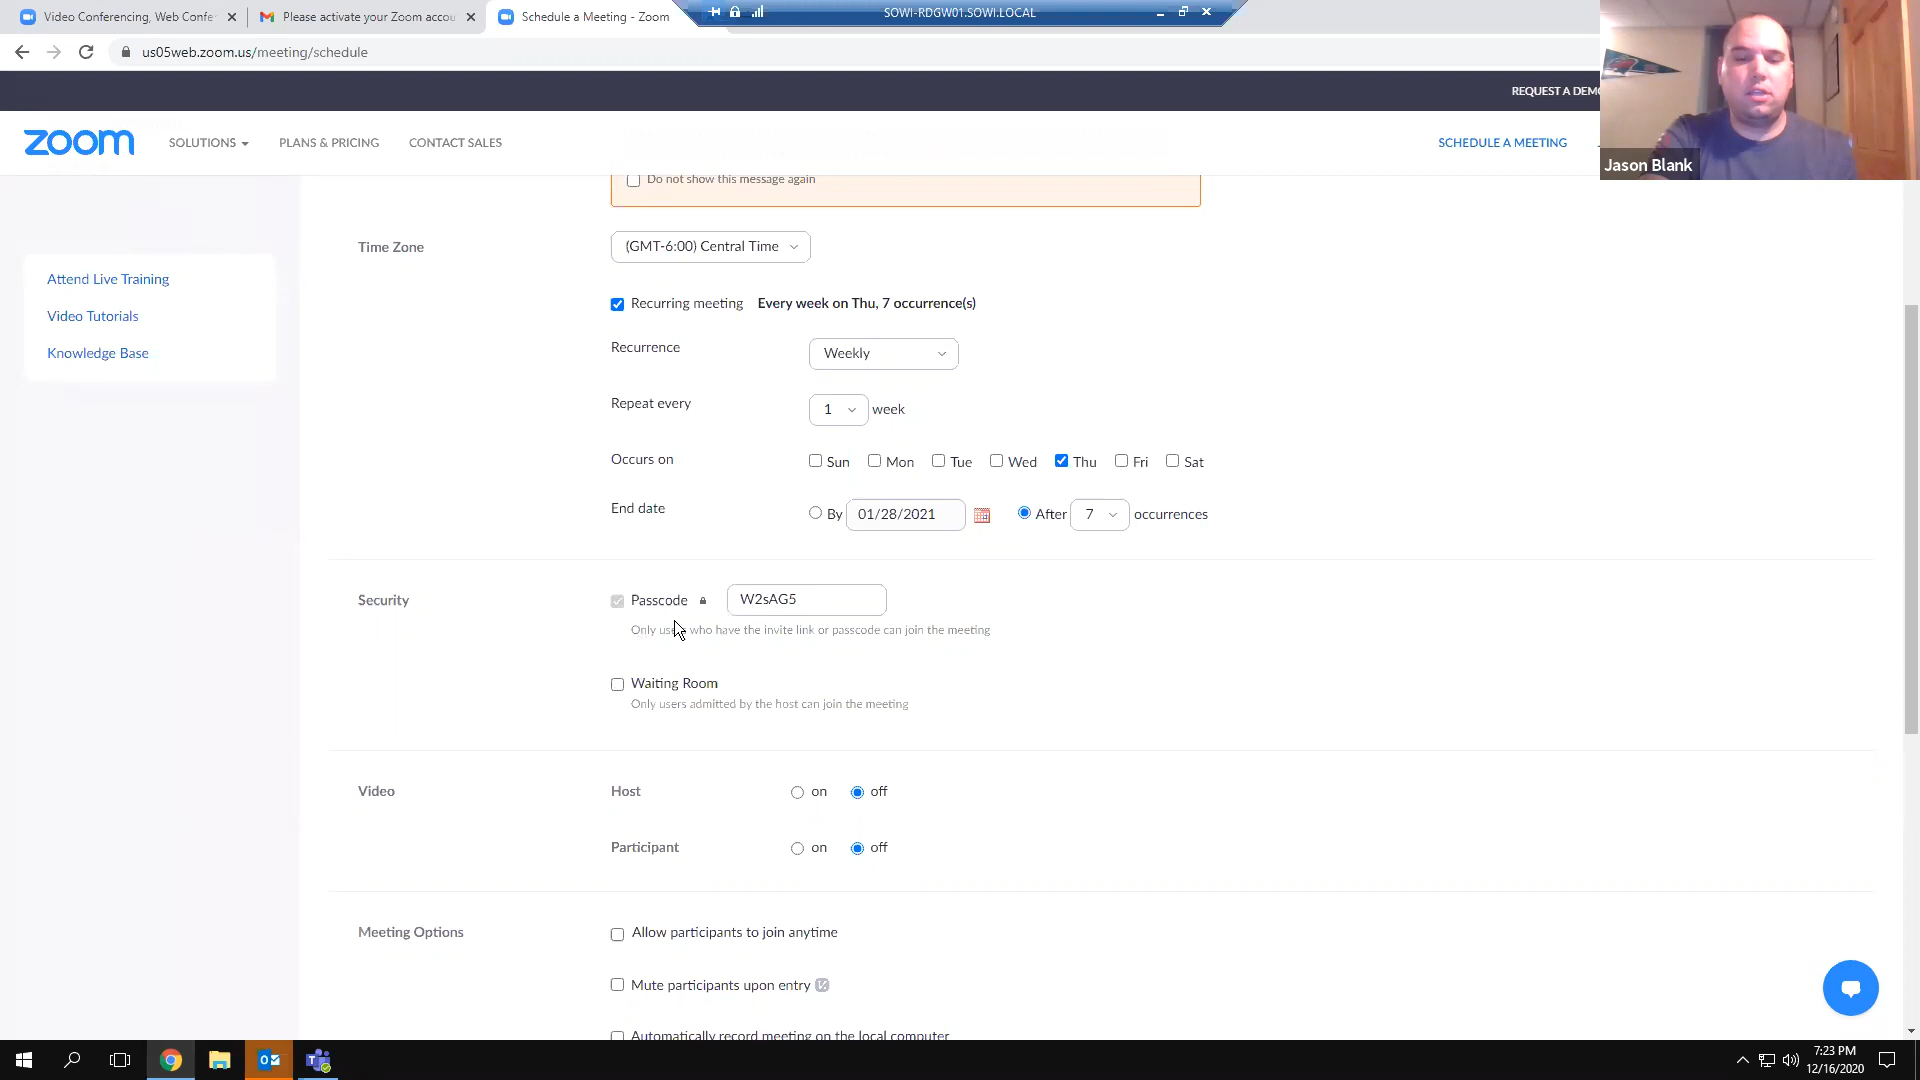 Video Conferencing, Web Confe
Please activate your Zoom accou
Schedule a Meeting - Zoom
SOWI-RDGW01.SOWI.LOCAL
us05web.zoom.us/meeting/schedule
REQUEST A DEMO
zoom
SOLUTIONS
PLANS & PRICING
CONTACT SALES
SCHEDULE A MEETING
Jason Blank
Do not show this message again
Attend Live Training
Video Tutorials
Knowledge Base
Time Zone
(GMT-6:00) Central Time
Recurring meeting Every week on Thu, 7 occurrence(s)
Recurrence
Weekly
Repeat every
1 week
Occurs on
Sun Mon Tue Wed Thu Fri Sat
End date
By 01/28/2021 After 7 occurrences
Security
Passcode W2sAG5
Only users who have the invite link or passcode can join the meeting
Waiting Room
Only users admitted by the host can join the meeting
Video
Host on off
Participant on off
Meeting Options
Allow participants to join anytime
Mute participants upon entry
Automatically record meeting on the local computer
7:23 PM
12/16/2020